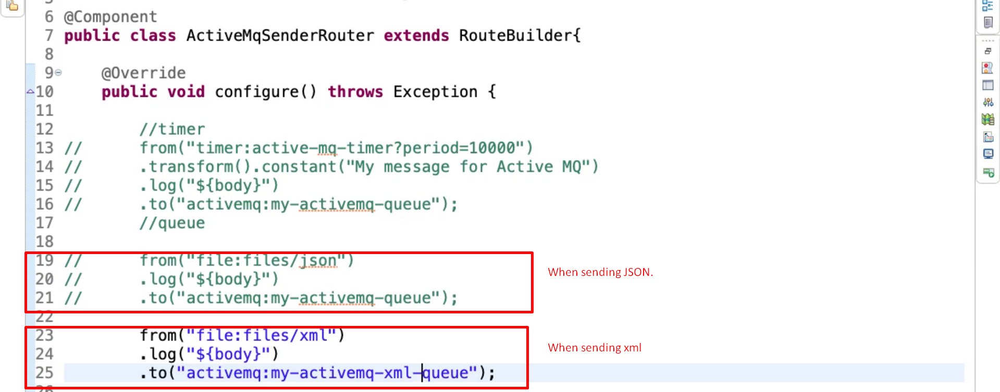 6 @Component
7 public class ActiveMqSenderRouter extends RouteBuilder{
8
9 @Override
10 public void configure() throws Exception {
11
12 //timer
13 // from("timer:active-mq-timer?period=10000")
14 // .transform().constant("My message for Active MQ")
15 // .log("${body}")
16 // .to("activemq:my-activemq-queue");
17 //queue
18
19 // from("file:files/json")
20 // .log("${body}")
When sending JSON.
21 // .to("activemq:my-activemq-queue");
22
23 from("file:files/xml")
24 .log("${body}")
When sending xml
25 .to("activemq:my-activemq-xml-queue");